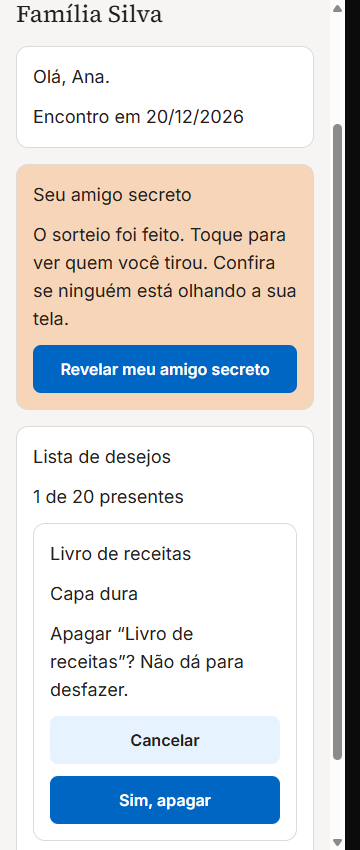 Família Silva
Olá, Ana.
Encontro em 20/12/2026
Seu amigo secreto
O sorteio foi feito. Toque para
ver quem você tirou. Confira
se ninguém está olhando a sua
tela.
Revelar meu amigo secreto
Lista de desejos
1 de 20 presentes
Livro de receitas
Capa dura
Apagar “Livro de
receitas”? Não dá para
desfazer.
Cancelar
Sim, apagar